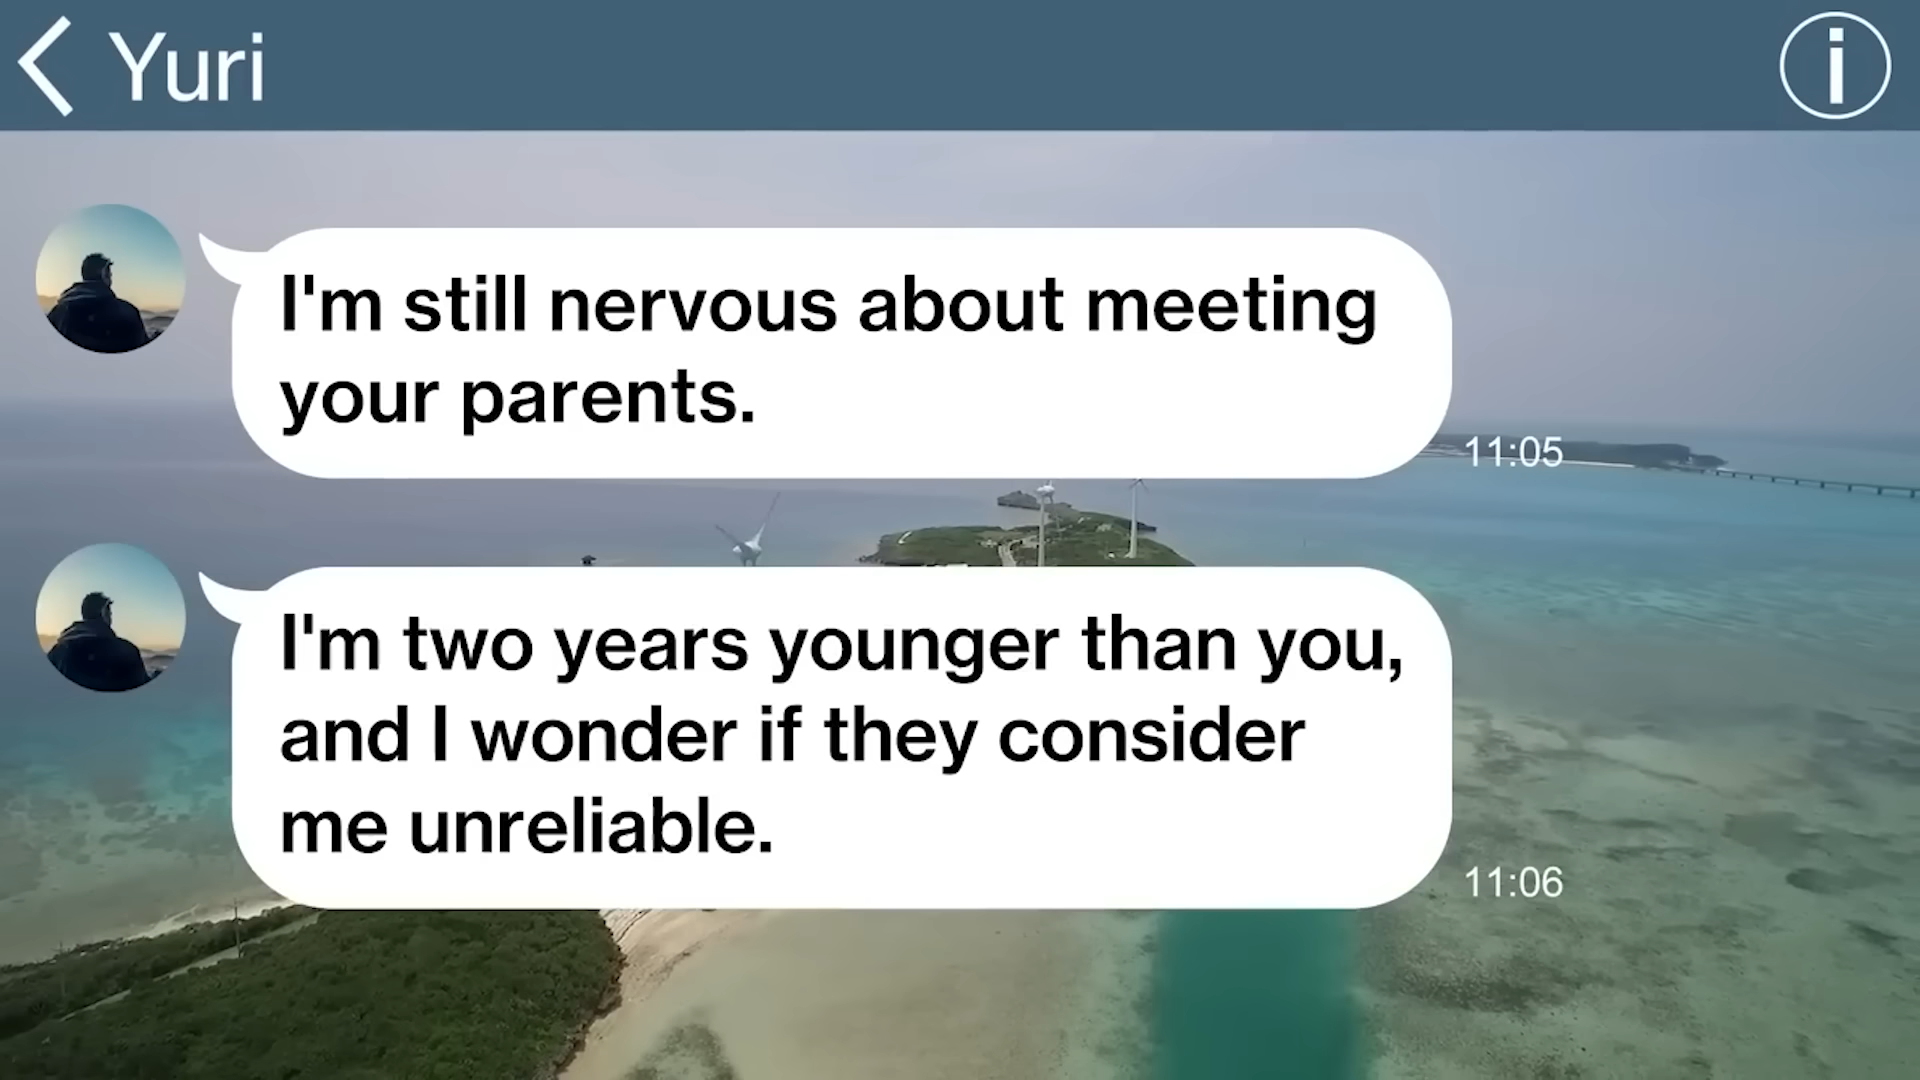 Yuri
I'm still nervous about meeting
your parents.
11:05
I'm two years younger than you,
and I wonder if they consider
me unreliable.
11:06